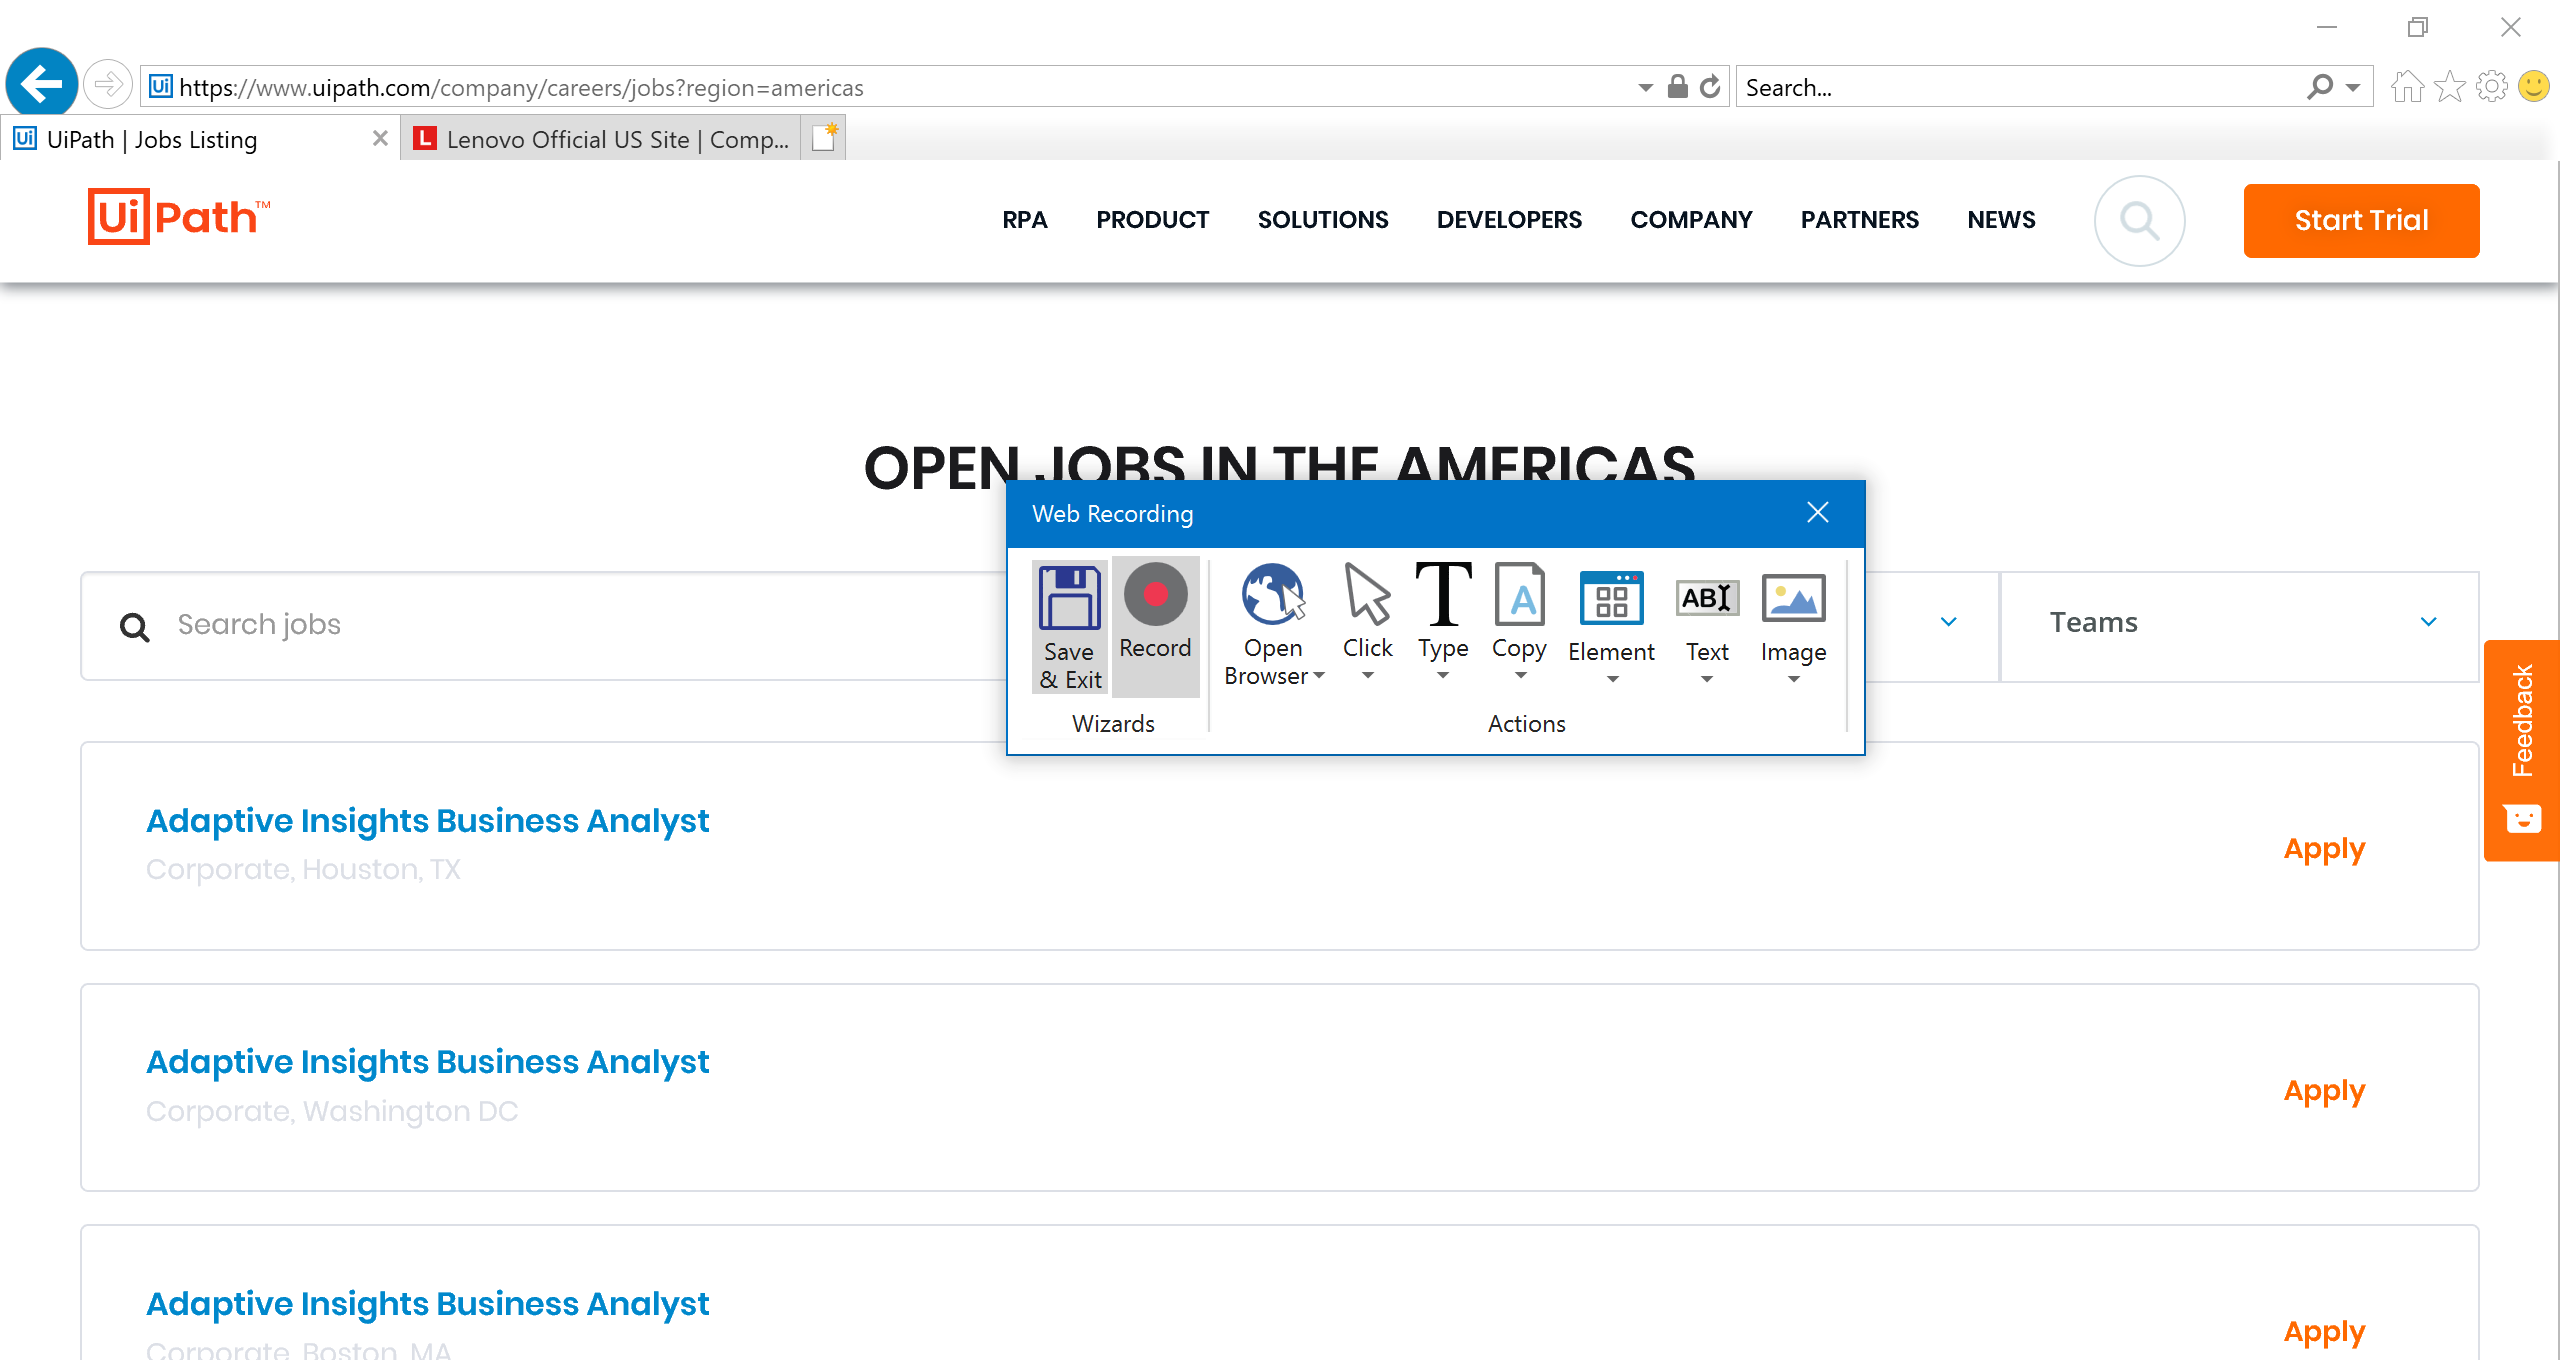 https://www.uipath.com/company/careers/jobs?region=americas
Search...
UiPath | Jobs Listing
L Lenovo Official US Site | Comp...
UiPath™
RPA PRODUCT SOLUTIONS DEVELOPERS COMPANY PARTNERS NEWS
Start Trial
OPEN JOBS IN THE AMERICAS
Web Recording
Save & Exit
Record
Open Browser
Click
Type
Copy
Element
Text
Image
Wizards
Actions
Search jobs
Teams
Feedback
Adaptive Insights Business Analyst
Corporate, Houston, TX
Apply
Adaptive Insights Business Analyst
Corporate, Washington DC
Apply
Adaptive Insights Business Analyst
Corporate, Boston, MA
Apply